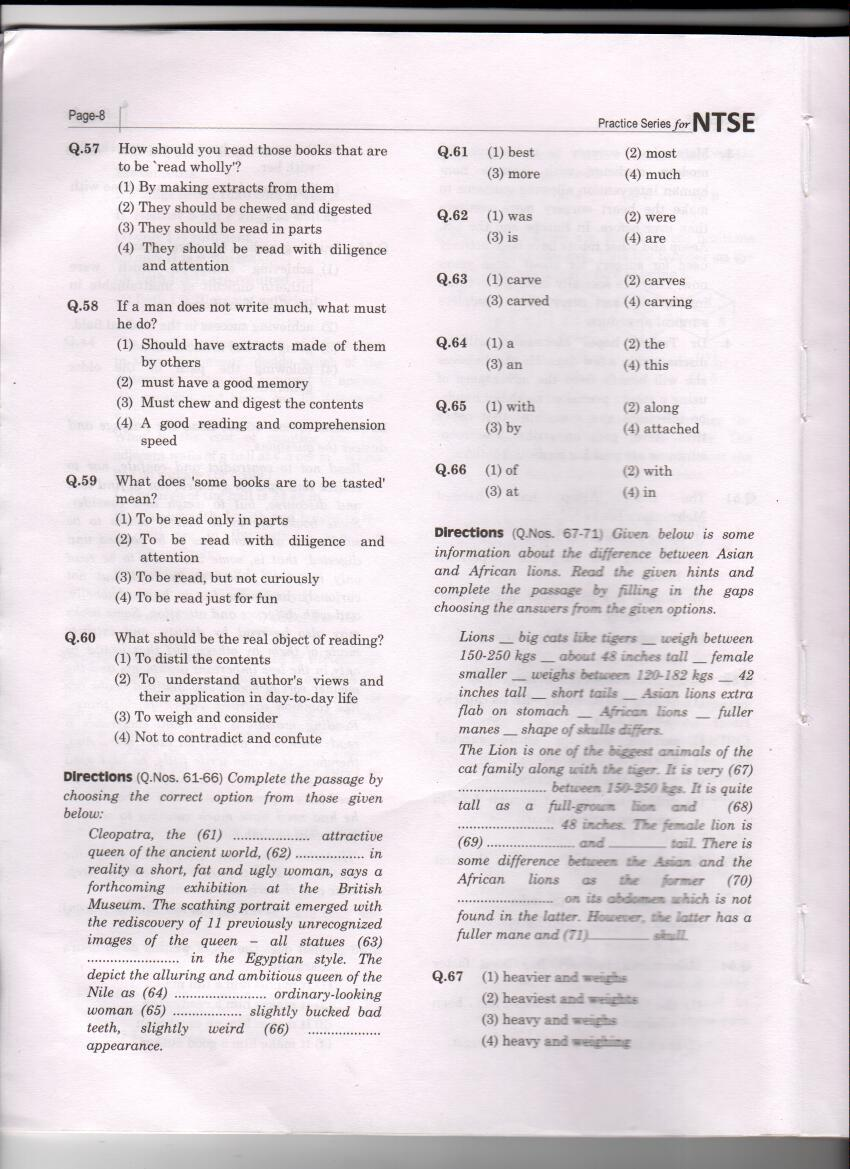 Page-8
Practice Series for NTSE
Q.57 How should you read those books that are
to be `read wholly'?
(1) By making extracts from them
(2) They should be chewed and digested
(3) They should be read in parts
(4) They should be read with diligence
and attention
Q.58 If a man does not write much, what must
he do?
(1) Should have extracts made of them
by others
(2) must have a good memory
(3) Must chew and digest the contents
(4) A good reading and comprehension
speed
Q.59 What does 'some books are to be tasted'
mean?
(1) To be read only in parts
(2) To be read with diligence and
attention
(3) To be read, but not curiously
(4) To be read just for fun
Q.60 What should be the real object of reading?
(1) To distil the contents
(2) To understand author's views and
their application in day-to-day life
(3) To weigh and consider
(4) Not to contradict and confute
Directions (Q.Nos. 61-66) Complete the passage by
choosing the correct option from those given
below:
Cleopatra, the (61) .................... attractive
queen of the ancient world, (62) .................. in
reality a short, fat and ugly woman, says a
forthcoming exhibition at the British
Museum. The scathing portrait emerged with
the rediscovery of 11 previously unrecognized
images of the queen – all statues (63)
........................ in the Egyptian style. The
depict the alluring and ambitious queen of the
Nile as (64) ........................ ordinary-looking
woman (65) .................. slightly bucked bad
teeth, slightly weird (66) ...................
appearance.
Q.61 (1) best (2) most
(3) more (4) much
Q.62 (1) was (2) were
(3) is (4) are
Q.63 (1) carve (2) carves
(3) carved (4) carving
Q.64 (1) a (2) the
(3) an (4) this
Q.65 (1) with (2) along
(3) by (4) attached
Q.66 (1) of (2) with
(3) at (4) in
Directions (Q.Nos. 67-71) Given below is some
information about the difference between Asian
and African lions. Read the given hints and
complete the passage by filling in the gaps
choosing the answers from the given options.
Lions __ big cats like tigers __ weigh between
150-250 kgs __ about 48 inches tall __ female
smaller __ weighs between 120-182 kgs __ 42
inches tall __ short tails __ Asian lions extra
flab on stomach __ African lions __ fuller
manes __ shape of skulls differs.
The Lion is one of the biggest animals of the
cat family along with the tiger. It is very (67)
....................... between 150-250 kgs. It is quite
tall as a full-grown lion and (68)
......................... 48 inches. The female lion is
(69) ....................... and _________ tail. There is
some difference between the Asian and the
African lions as the former (70)
......................... on its abdomen which is not
found in the latter. However, the latter has a
fuller mane and (71)_________ skull.
Q.67 (1) heavier and weighs
(2) heaviest and weights
(3) heavy and weighs
(4) heavy and weighing